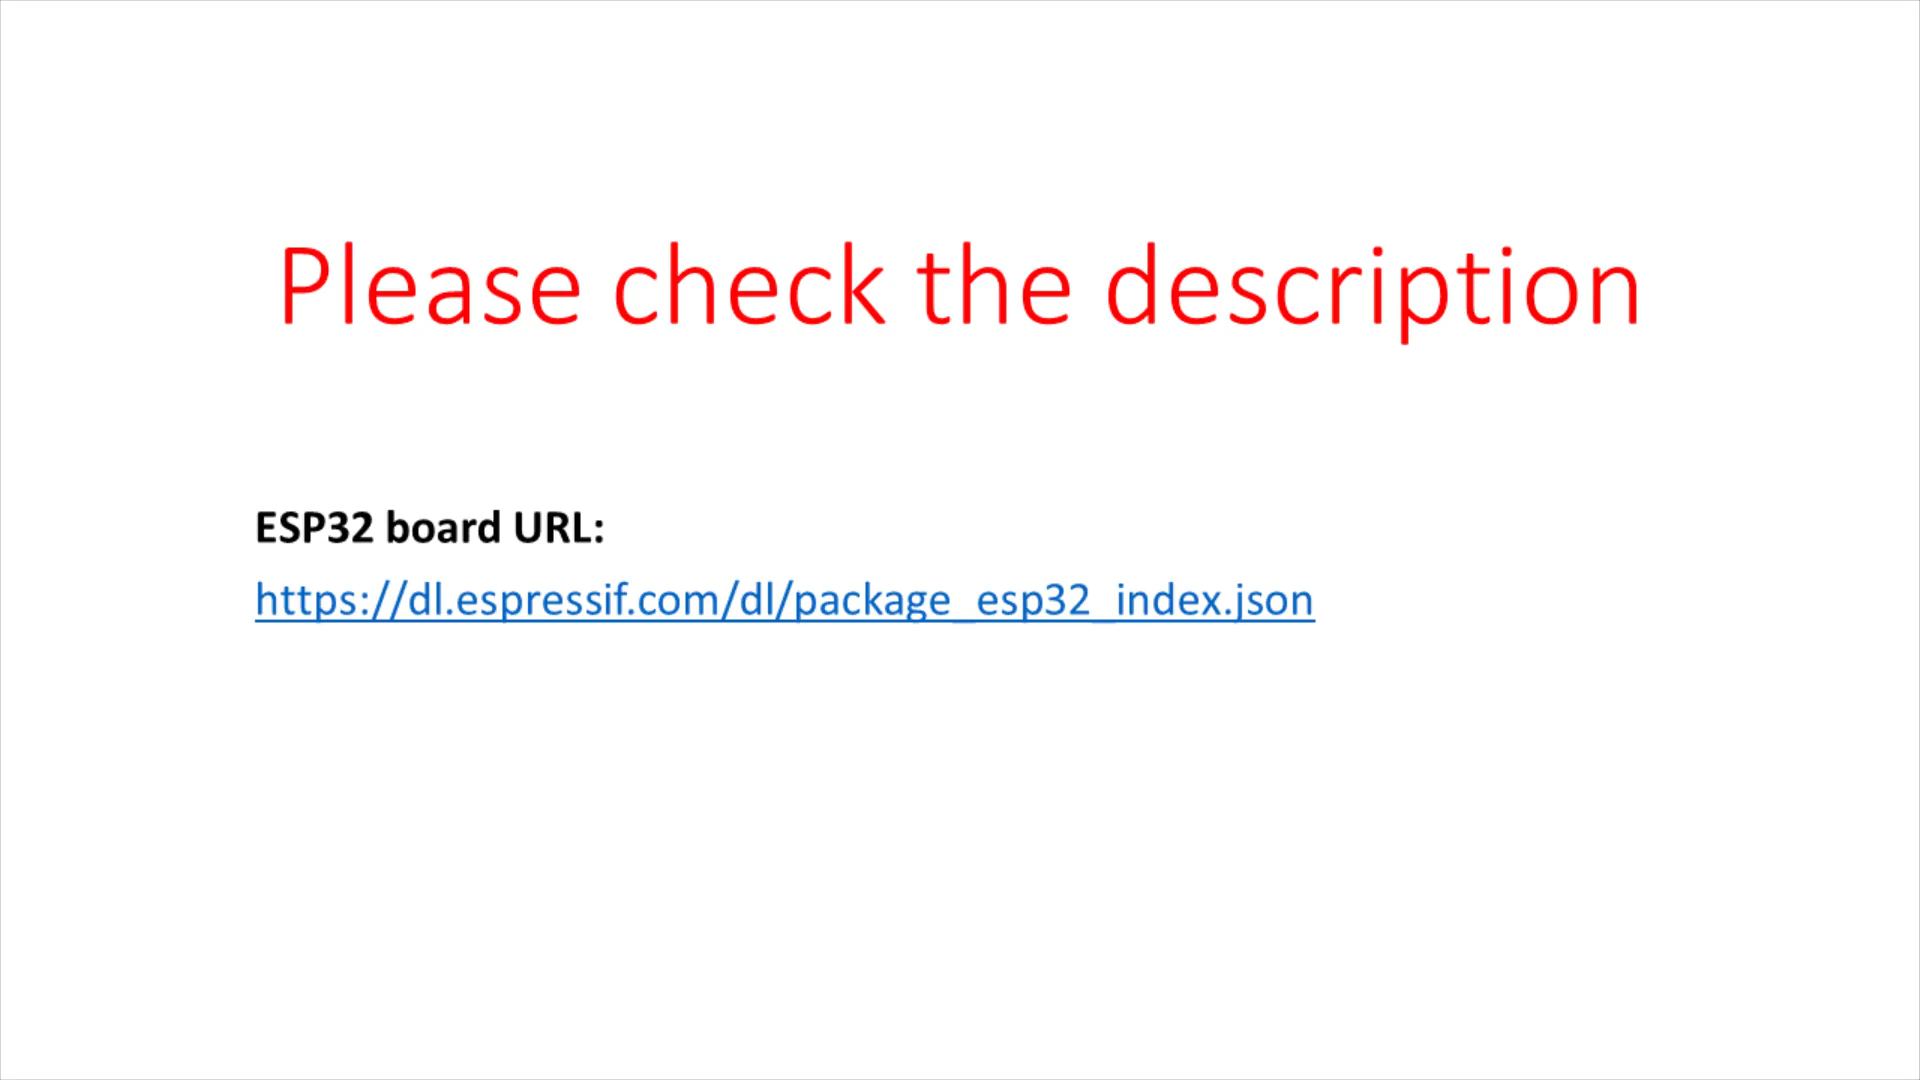 Please check the description
ESP32 board URL:
https://dl.espressif.com/dl/package_esp32_index.json